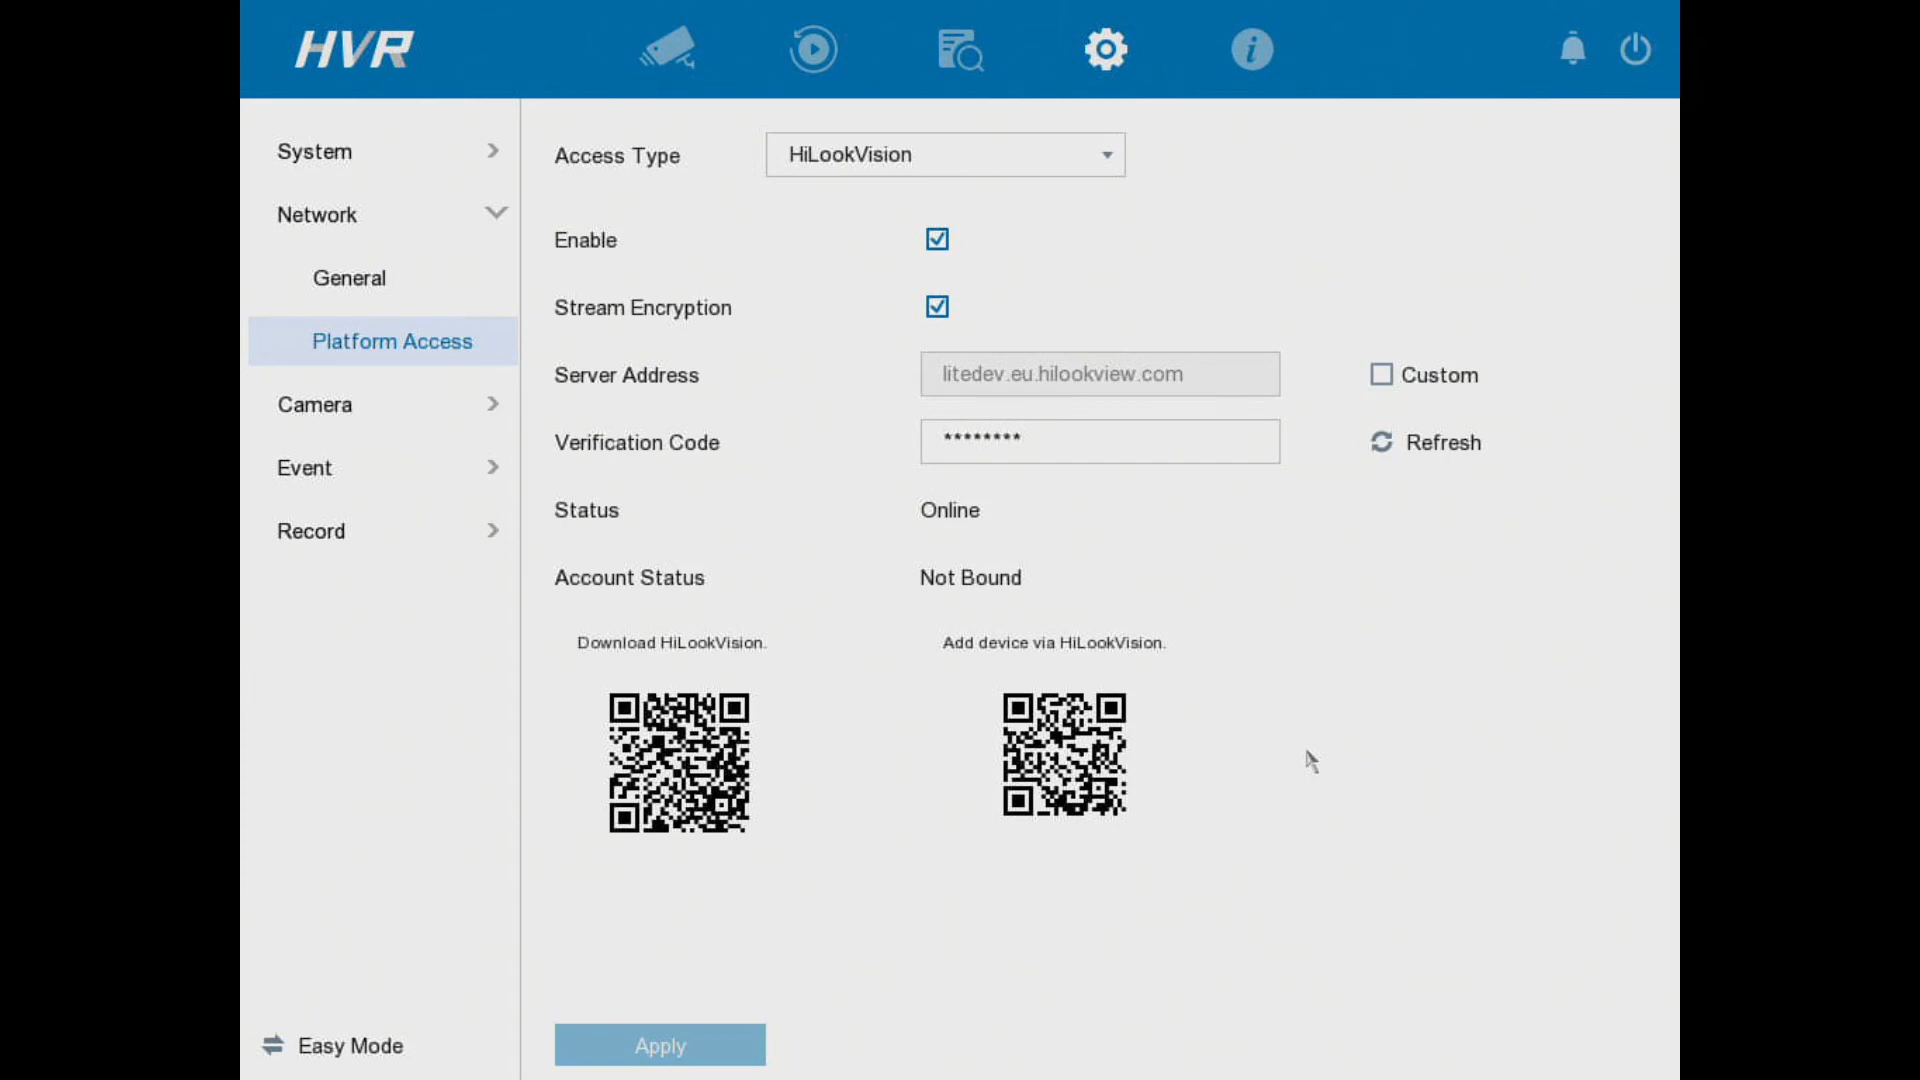 HVR
System
Network
General
Platform Access
Camera
Event
Record
Easy Mode
Access Type HiLookVision
Enable
Stream Encryption
Server Address litedev.eu.hilookview.com Custom
Verification Code ******** Refresh
Status Online
Account Status Not Bound
Download HiLookVision. Add device via HiLookVision.
Apply